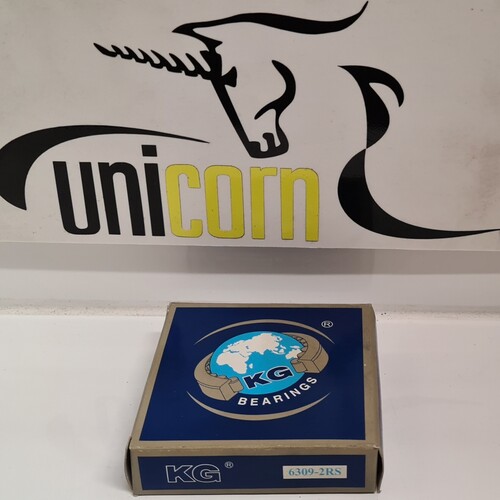 unicorn
®
KG
BEARINGS
KG ®
6309-2RS